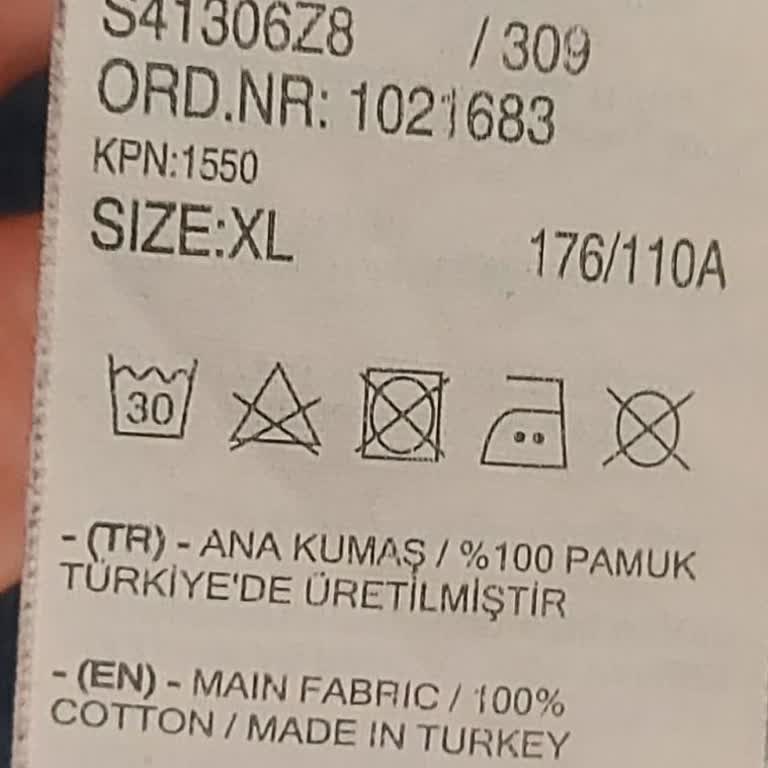 S41306Z8 / 309
ORD.NR: 1021683
KPN:1550
SIZE:XL 176/110A
30
- (TR) - ANA KUMAŞ / %100 PAMUK
TÜRKİYE'DE ÜRETİLMİŞTİR
- (EN) - MAIN FABRIC / 100%
COTTON / MADE IN TURKEY